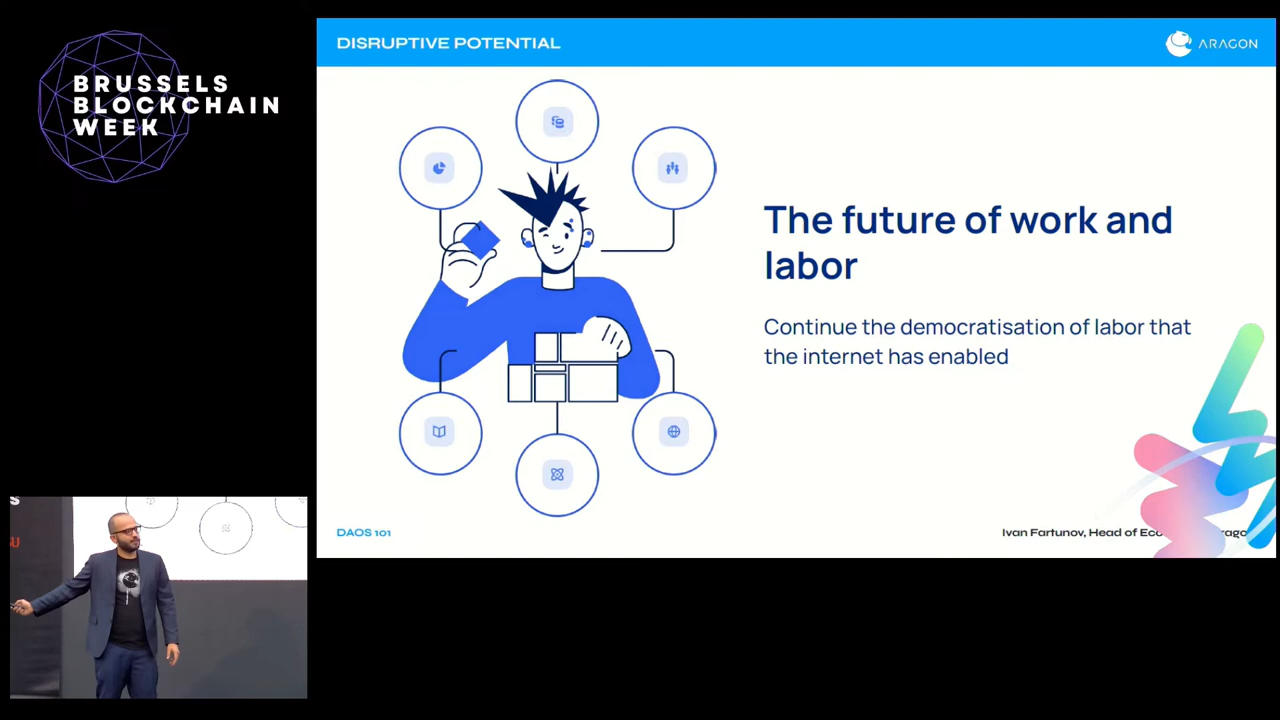 BRUSSELS
BLOCKCHAIN
WEEK
DISRUPTIVE POTENTIAL
ARAGON
The future of work and
labor
Continue the democratisation of labor that
the internet has enabled
DAOS 101
Ivan Fartunov, Head of